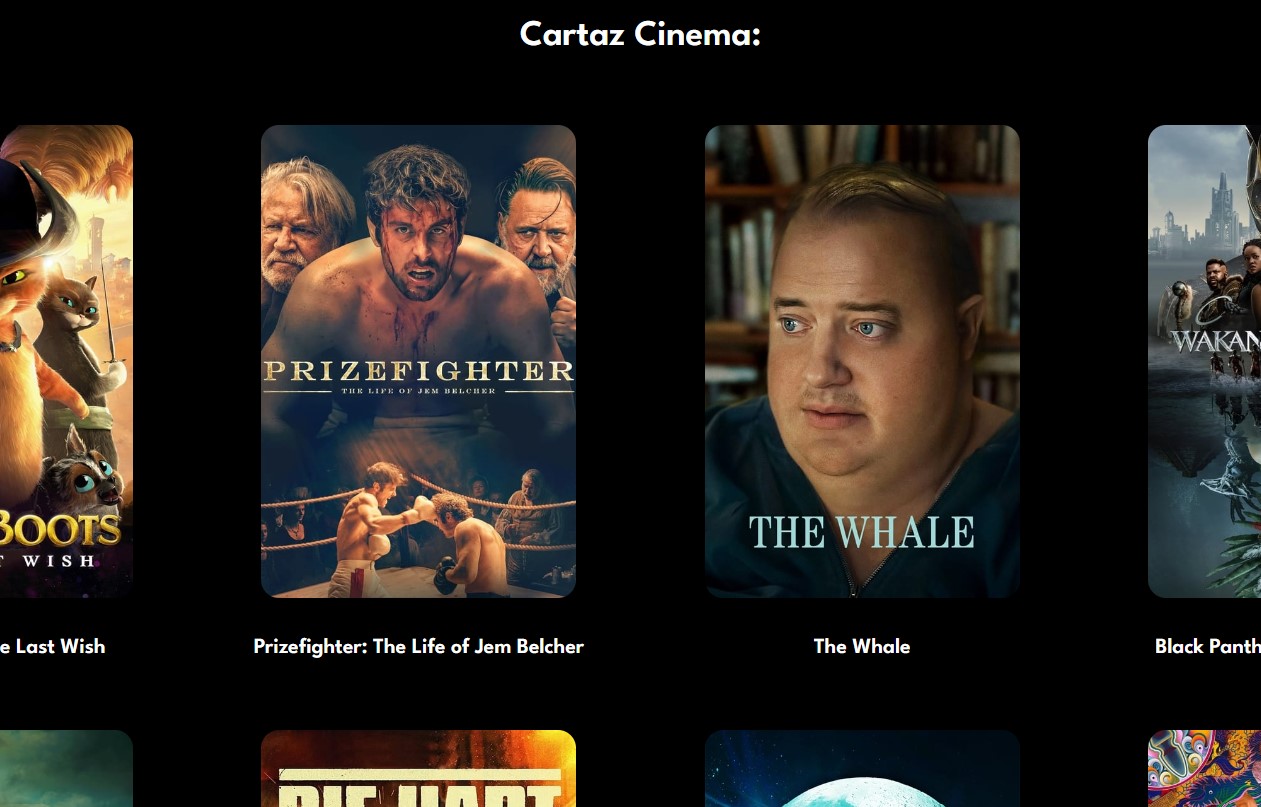 Cartaz Cinema:
BOOTS
T WISH
PRIZEFIGHTER
THE LIFE OF JEM BELCHER
THE WHALE
WAKAN
e Last Wish
Prizefighter: The Life of Jem Belcher
The Whale
Black Panth
DIE HART